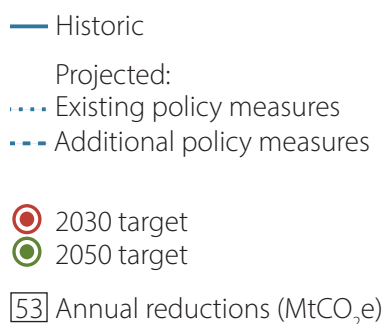 Historic
Projected:
Existing policy measures
Additional policy measures
2030 target
2050 target
53 Annual reductions (MtCO₂e)